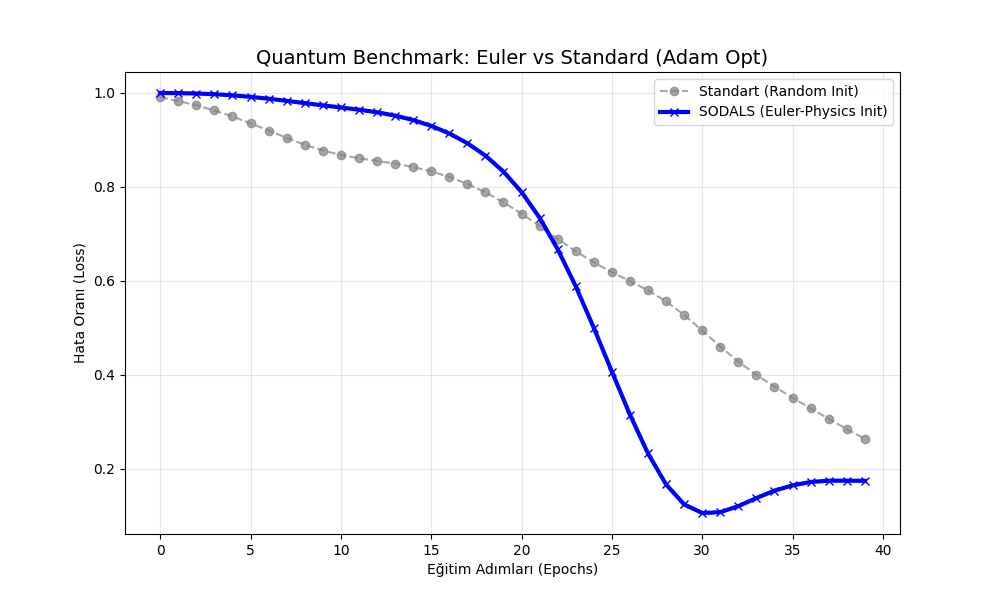 Quantum Benchmark: Euler vs Standard (Adam Opt)
Standart (Random Init)
SODALS (Euler-Physics Init)
Hata Oranı (Loss)
1.0
0.8
0.6
0.4
0.2
0 5 10 15 20 25 30 35 40
Eğitim Adımları (Epochs)